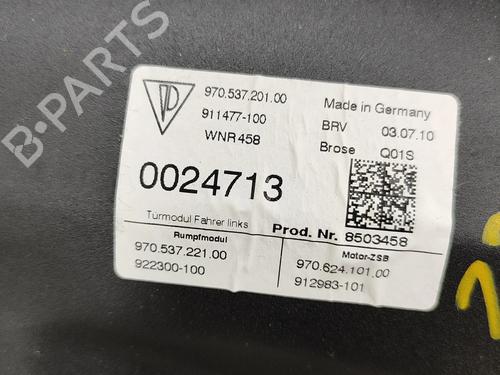 970.537.201.00
911477-100
WNR 458
Made in Germany
BRV 03.07.10
Brose Q01S
0024713
Türmodul Fahrer links
Prod. Nr. 8503458
Rumpfmodul
970.537.221.00
922300-100
Motor-ZSB
970.624.101.00
912983-101
B-PARTS
1